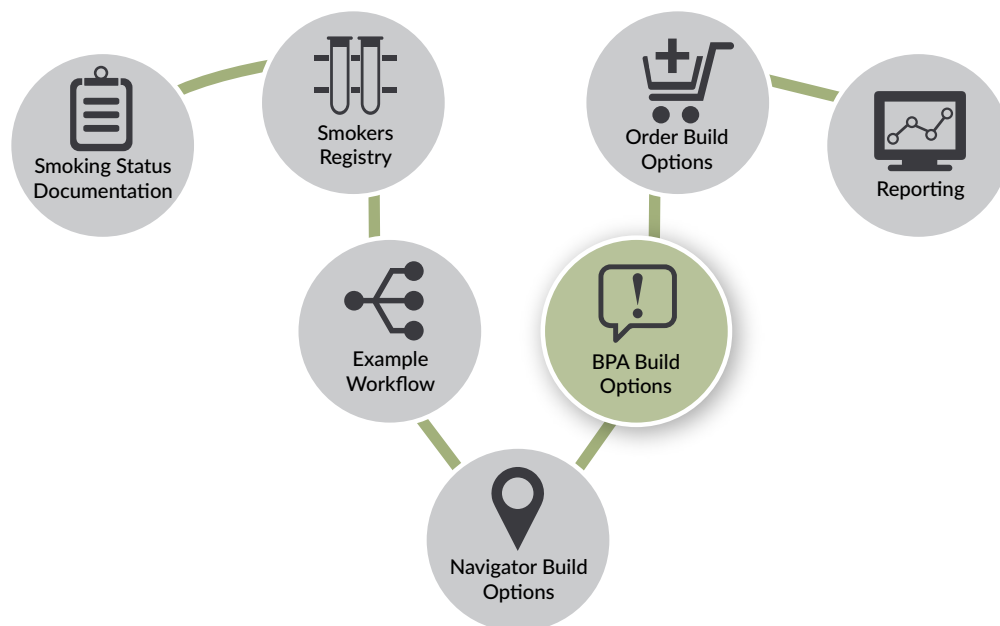 Smoking Status
Documentation
Smokers
Registry
Example
Workflow
Navigator Build
Options
BPA Build
Options
Order Build
Options
Reporting